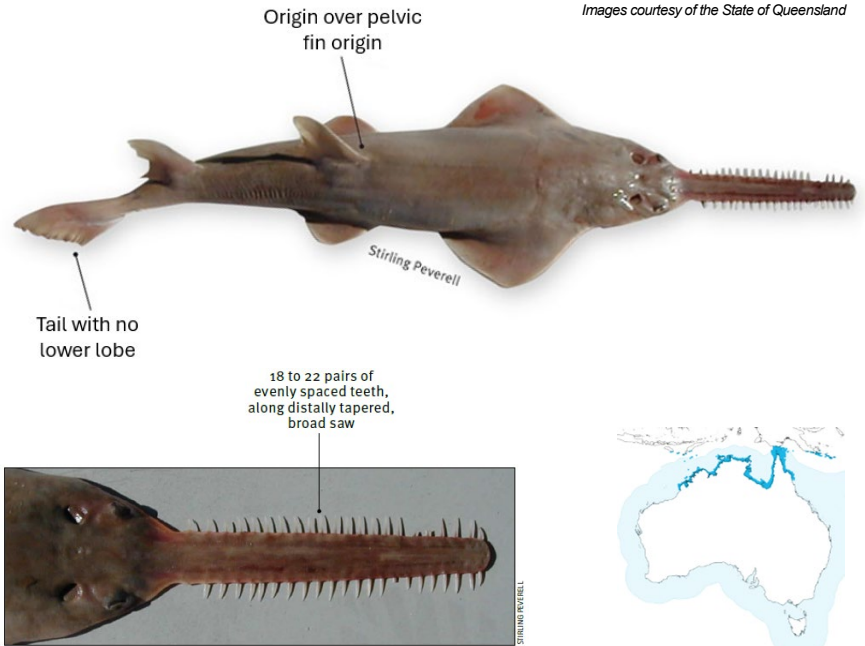 Images courtesy of the State of Queensland
Origin over pelvic
fin origin
Stirling Peverell
Tail with no
lower lobe
18 to 22 pairs of
evenly spaced teeth,
along distally tapered,
broad saw
STIRLING PEVERELL